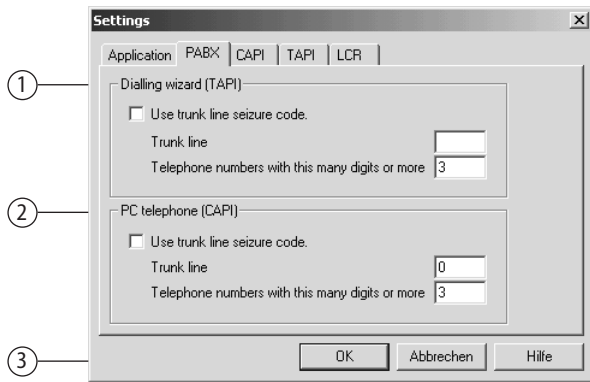 Settings
Application PABX CAPI TAPI LCR
1
Dialling wizard (TAPI)
Use trunk line seizure code.
Trunk line
Telephone numbers with this many digits or more 3
2
PC telephone (CAPI)
Use trunk line seizure code.
Trunk line 0
Telephone numbers with this many digits or more 3
3
OK Abbrechen Hilfe